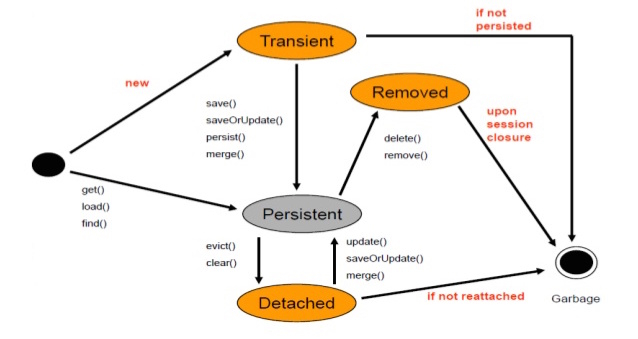 if not
persisted
Transient
new
Removed
save()
saveOrUpdate()
persist()
merge()
upon
session
closure
delete()
remove()
get()
load()
find()
Persistent
evict()
clear()
update()
saveOrUpdate()
merge()
Detached
if not reattached
Garbage